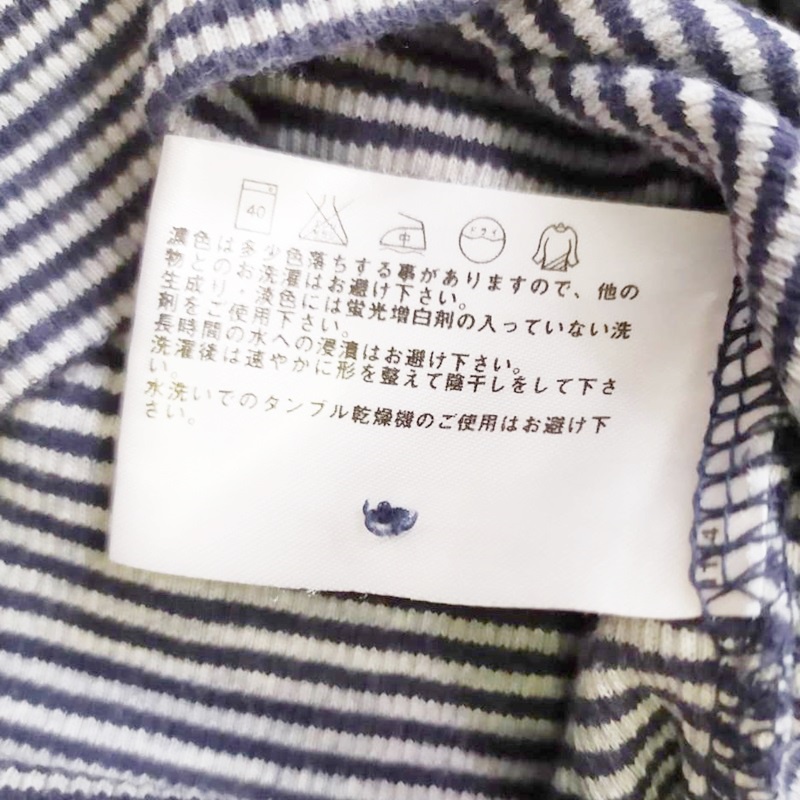 40
中
ドライ
濃色は多少色落ちする事がありますので、他の
物とのお洗濯はお避け下さい。
生成り・淡色には蛍光増白剤の入っていない洗
剤をご使用下さい。
長時間の水への浸漬はお避け下さい。
洗濯後は速やかに形を整えて陰干しをして下さ
い。
水洗いでのタンブル乾燥機のご使用はお避け下
さい。